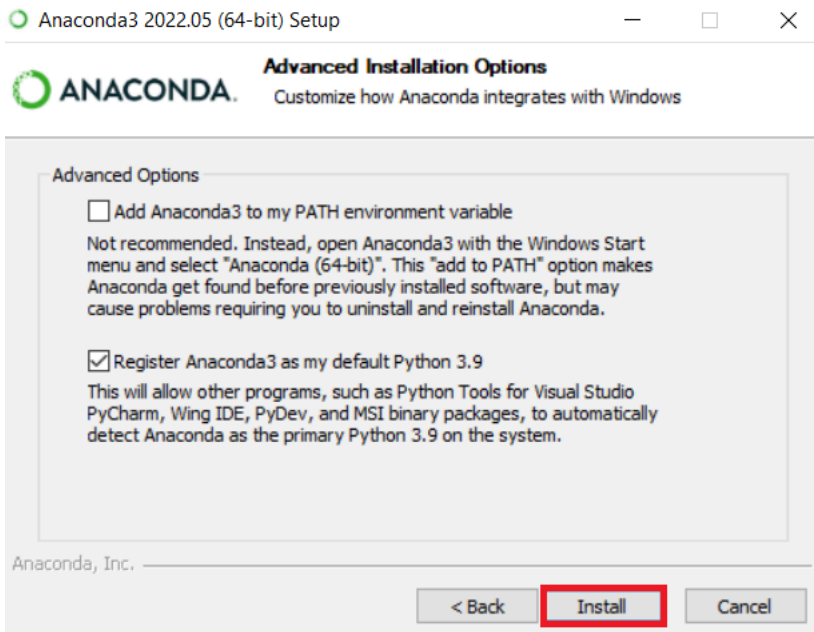 Anaconda3 2022.05 (64-bit) Setup
ANACONDA.
Advanced Installation Options
Customize how Anaconda integrates with Windows
Advanced Options
Add Anaconda3 to my PATH environment variable
Not recommended. Instead, open Anaconda3 with the Windows Start
menu and select "Anaconda (64-bit)". This "add to PATH" option makes
Anaconda get found before previously installed software, but may
cause problems requiring you to uninstall and reinstall Anaconda.
Register Anaconda3 as my default Python 3.9
This will allow other programs, such as Python Tools for Visual Studio
PyCharm, Wing IDE, PyDev, and MSI binary packages, to automatically
detect Anaconda as the primary Python 3.9 on the system.
Anaconda, Inc.
< Back
Install
Cancel